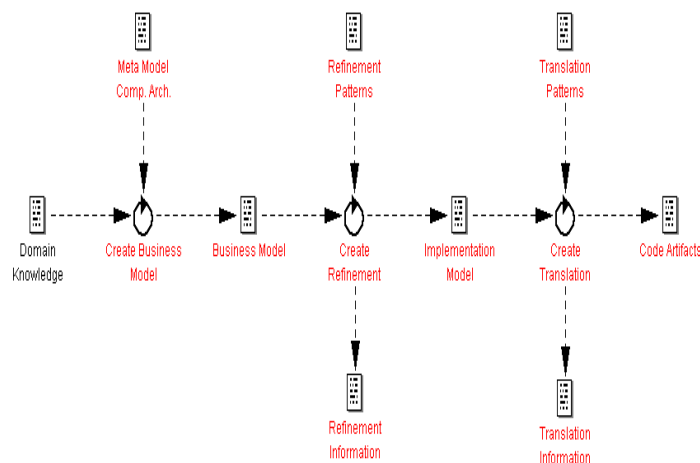 Meta Model
Comp. Arch.
Refinement
Patterns
Translation
Patterns
Domain
Knowledge
Create Business
Model
Business Model
Create
Refinement
Implementation
Model
Create
Translation
Code Artifacts
Refinement
Information
Translation
Information